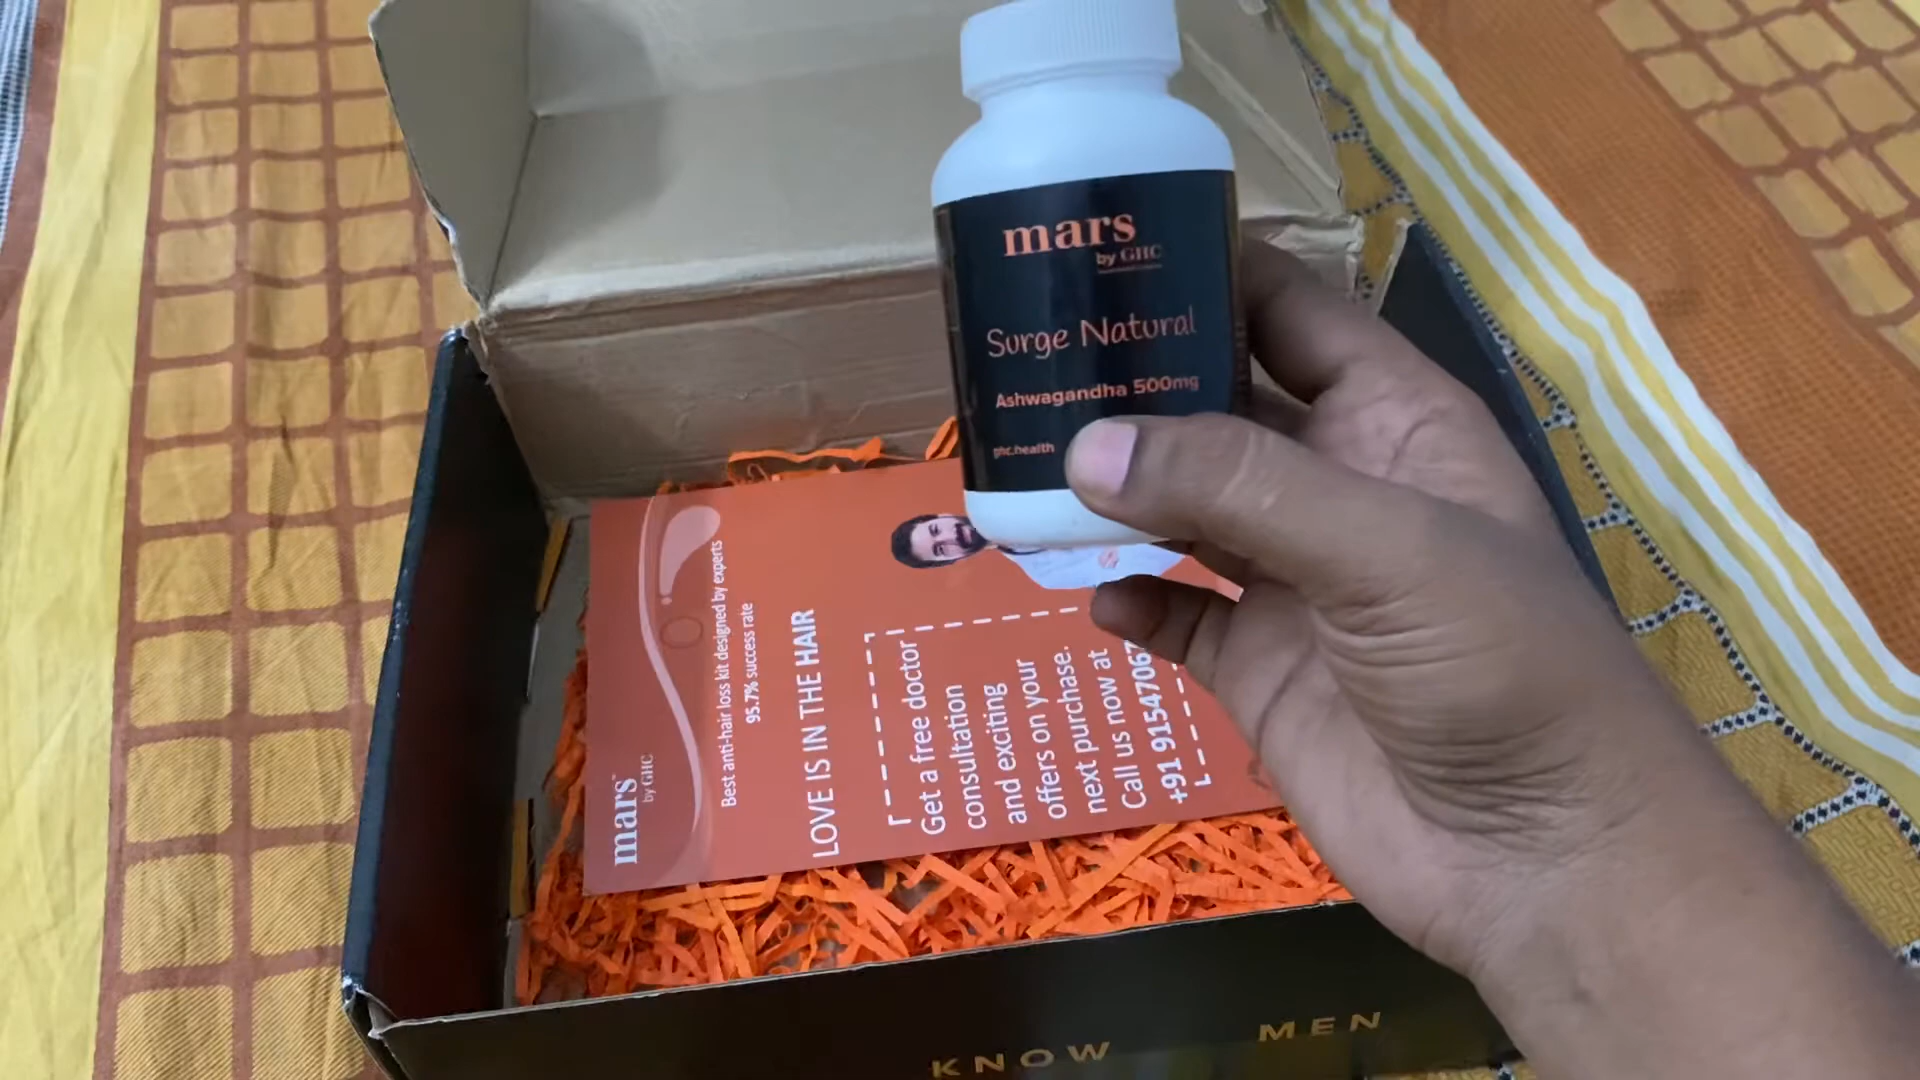 mars
by GHC
Surge Natural
Ashwagandha 500mg
ghc.health
mars
by GHC
Best anti-hair loss kit designed by experts
95.7% success rate
LOVE IS IN THE HAIR
Get a free doctor
consultation
and exciting
offers on your
next purchase.
Call us now at
+91 91547067
KNOW MEN